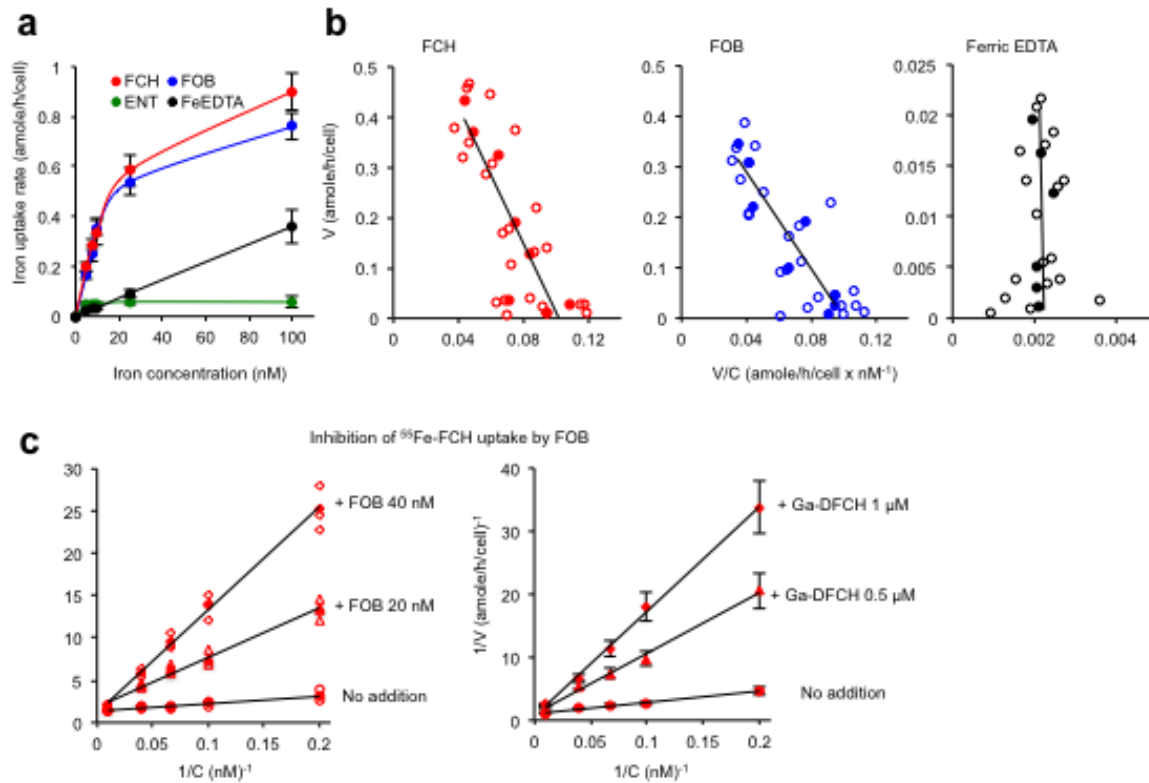 a
Iron uptake rate (amole/h/cell)
1
0.8
0.6
0.4
0.2
0
FCH FOB
ENT FeEDTA
0 20 40 60 80 100
Iron concentration (nM)
b
FCH
V (amole/h/cell)
0.5
0.4
0.3
0.2
0.1
0
0.04 0.08 0.12
FOB
0.5
0.4
0.3
0.2
0.1
0
0.04 0.08 0.12
Ferric EDTA
0.025
0.02
0.015
0.01
0.005
0
0 0.002 0.004
V/C (amole/h/cell x nM⁻¹)
c
Inhibition of ⁵⁵Fe-FCH uptake by FOB
30
25
20
15
10
5
0
+ FOB 40 nM
+ FOB 20 nM
No addition
0 0.05 0.1 0.15 0.2
1/C (nM)⁻¹
1/V (amole/h/cell)⁻¹
40
30
20
10
0
+ Ga-DFCH 1 µM
+ Ga-DFCH 0.5 µM
No addition
0 0.05 0.1 0.15 0.2
1/C (nM)⁻¹